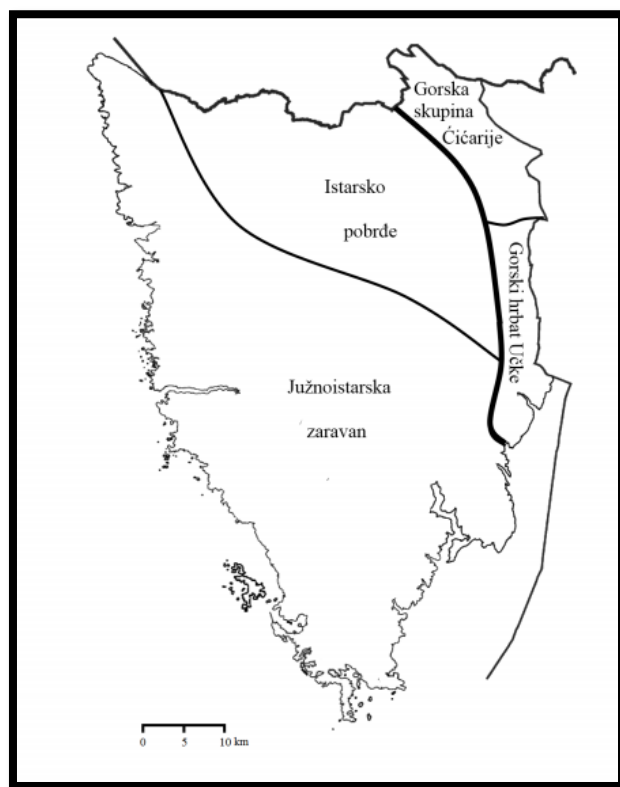 Gorska
skupina
Ćićarije
Istarsko
pobrđe
Gorski hrbat Učke
Južnoistarska
zaravan
0 5 10 km